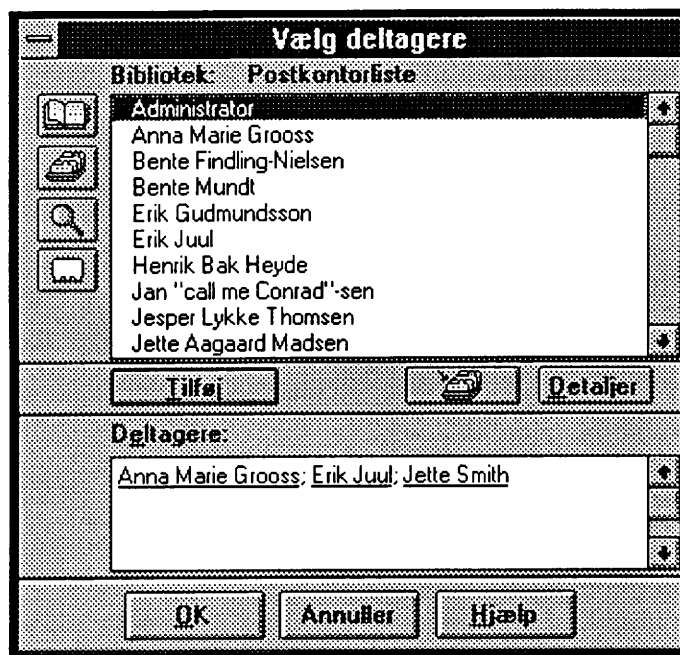 Vælg deltagere
Bibliotek: Postkontorliste
Administrator
Anna Marie Grooss
Bente Findling-Nielsen
Bente Mundt
Erik Gudmundsson
Erik Juul
Henrik Bak Heyde
Jan "call me Conrad"-sen
Jesper Lykke Thomsen
Jette Aagaard Madsen
Tilføj Detaljer
Deltagere:
Anna Marie Grooss; Erik Juul; Jette Smith
OK Annuller Hjælp